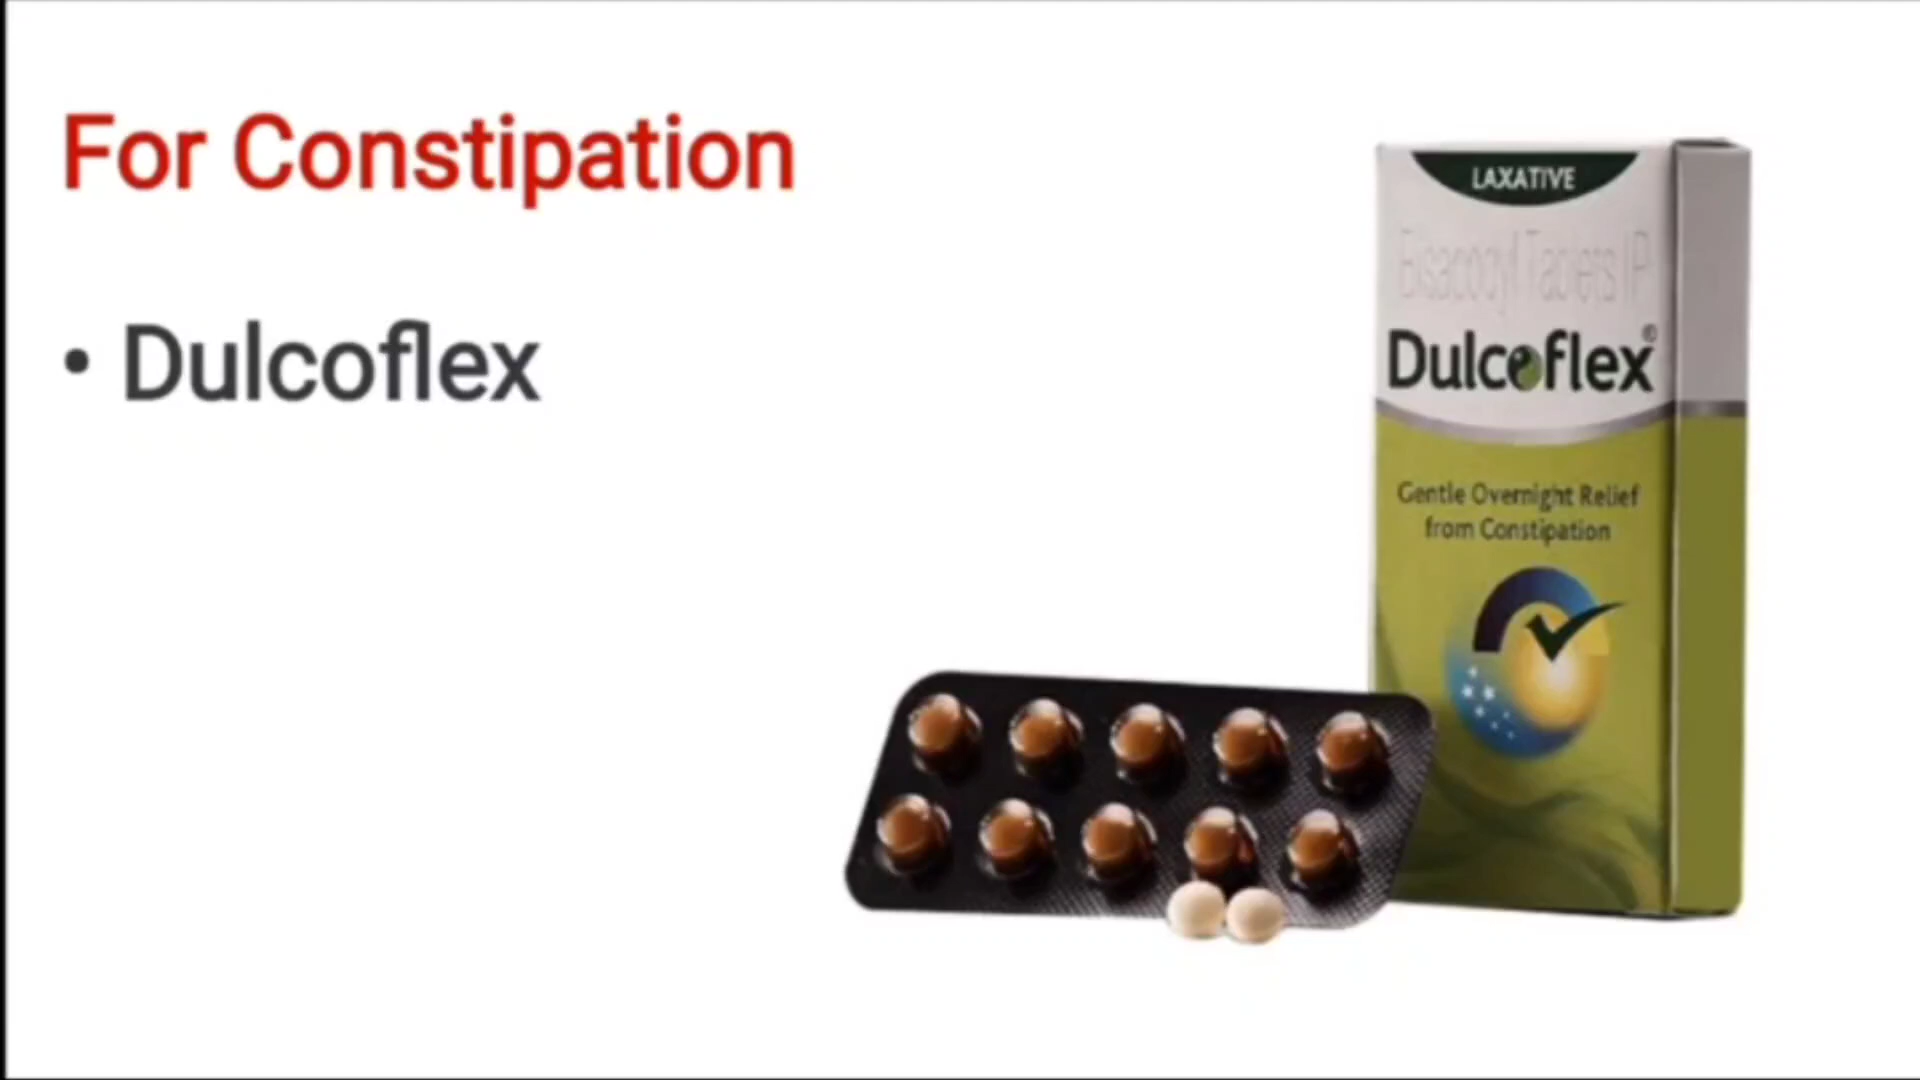 For Constipation
• Dulcoflex
LAXATIVE
Bisacodyl Tablets IP
Dulcoflex®
Gentle Overnight Relief
from Constipation